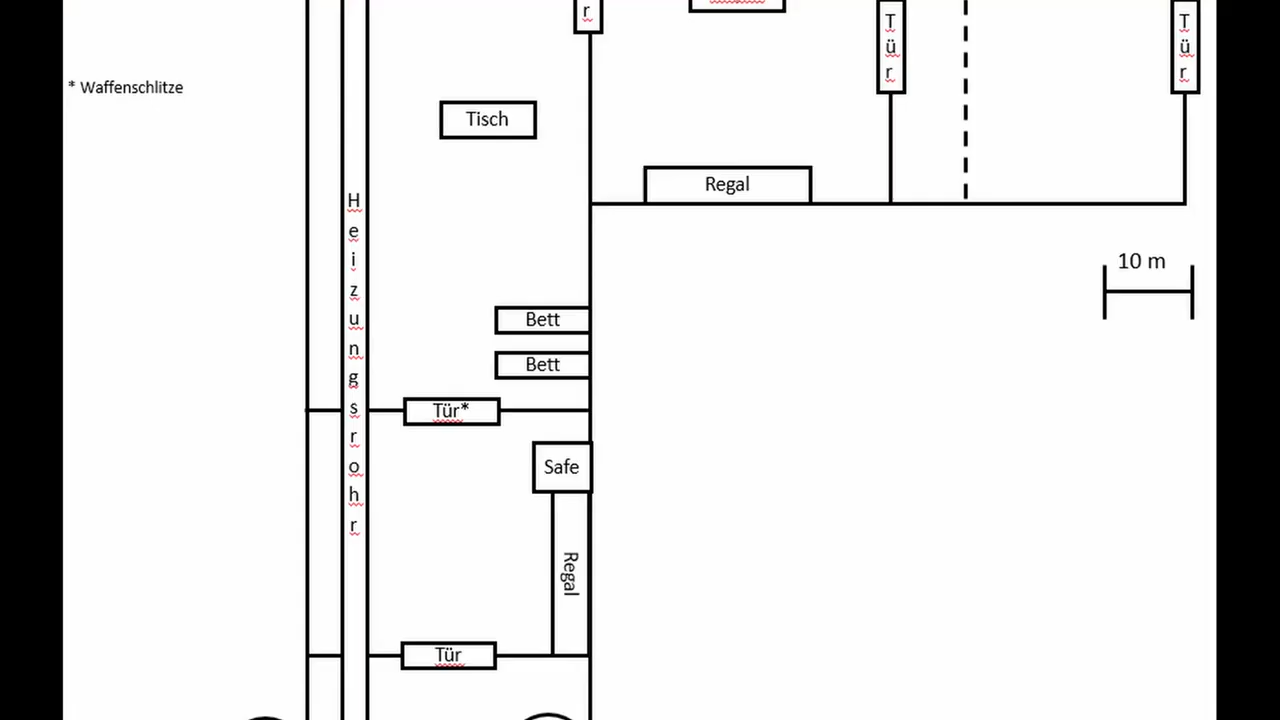 r
Tür
Tür
* Waffenschlitze
Tisch
Regal
Heizungsrohr
10 m
Bett
Bett
Tür*
Safe
Regal
Tür